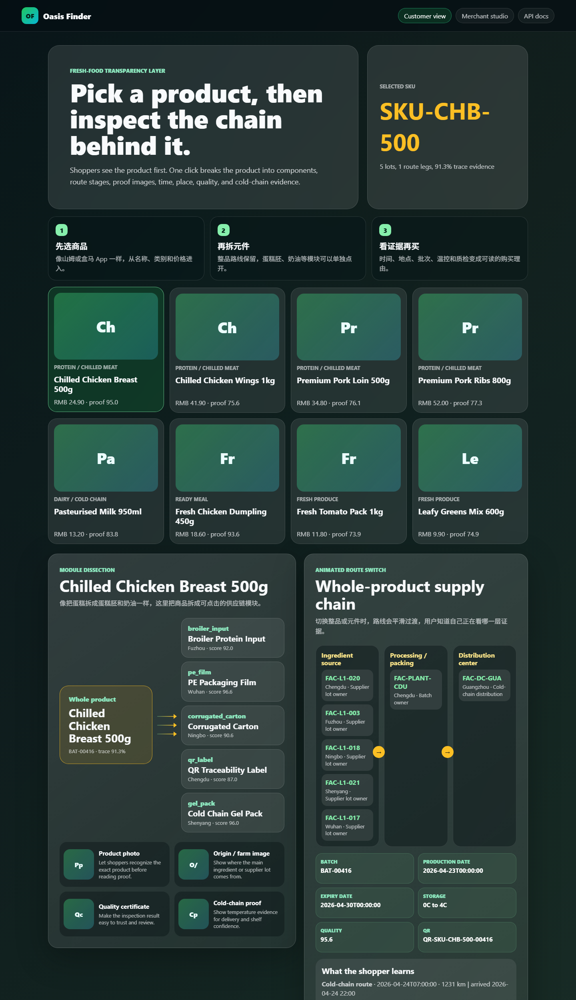 OF
Oasis Finder
Customer view
Merchant studio
API docs
FRESH-FOOD TRANSPARENCY LAYER
Pick a product, then
inspect the chain
behind it.
Shoppers see the product first. One click breaks the product into components,
route stages, proof images, time, place, quality, and cold-chain evidence.
SELECTED SKU
SKU-CHB-
500
5 lots, 1 route legs, 91.3% trace evidence
1
先选商品
像山姆或盒马 App 一样，从名称、类别和价格进
入。
2
再拆元件
整品路线保留，蛋糕胚、奶油等模块可以单独点
开。
3
看证据再买
时间、地点、批次、温控和质检变成可读的购买理
由。
Ch
PROTEIN / CHILLED MEAT
Chilled Chicken Breast
500g
RMB 24.90 · proof 95.0
Ch
PROTEIN / CHILLED MEAT
Chilled Chicken Wings 1kg
RMB 41.90 · proof 75.6
Pr
PROTEIN / CHILLED MEAT
Premium Pork Loin 500g
RMB 34.80 · proof 76.1
Pr
PROTEIN / CHILLED MEAT
Premium Pork Ribs 800g
RMB 52.00 · proof 77.3
Pa
DAIRY / COLD CHAIN
Pasteurised Milk 950ml
RMB 13.20 · proof 83.8
Fr
READY MEAL
Fresh Chicken Dumpling
450g
RMB 18.60 · proof 93.6
Fr
FRESH PRODUCE
Fresh Tomato Pack 1kg
RMB 11.80 · proof 73.9
Le
FRESH PRODUCE
Leafy Greens Mix 600g
RMB 9.90 · proof 74.9
MODULE DISSECTION
Chilled Chicken Breast 500g
像把蛋糕拆成蛋糕胚和奶油一样，这里把商品拆成可点击的供应链模块。
Whole product
Chilled
Chicken
Breast 500g
BAT-00416 · trace 91.3%
broiler_input
Broiler Protein Input
Fuzhou · score 92.0
pe_film
PE Packaging Film
Wuhan · score 96.6
corrugated_carton
Corrugated Carton
Ningbo · score 90.6
qr_label
QR Traceability Label
Chengdu · score 87.0
gel_pack
Cold Chain Gel Pack
Shenyang · score 96.0
Pp
Product photo
Let shoppers recognize the
exact product before
reading proof.
O/
Origin / farm image
Show where the main
ingredient or supplier lot
comes from.
Qc
Quality certificate
Make the inspection result
easy to trust and review.
Cp
Cold-chain proof
Show temperature evidence
for delivery and shelf
confidence.
ANIMATED ROUTE SWITCH
Whole-product supply
chain
切换整品或元件时，路线会平滑过渡，用户知道自己正在看哪一层证
据。
Ingredient
source
FAC-L1-020
Chengdu · Supplier
lot owner
FAC-L1-003
Fuzhou · Supplier
lot owner
FAC-L1-018
Ningbo · Supplier
lot owner
FAC-L1-021
Shenyang ·
Supplier lot owner
FAC-L1-017
Wuhan · Supplier
lot owner
→
Processing /
packing
FAC-PLANT-
CDU
Chengdu · Batch
owner
→
Distribution
center
FAC-DC-GUA
Guangzhou · Cold-
chain distribution
BATCH
BAT-00416
PRODUCTION DATE
2026-04-23T00:00:00
EXPIRY DATE
2026-04-30T00:00:00
STORAGE
0C to 4C
QUALITY
95.6
QR
QR-SKU-CHB-500-00416
What the shopper learns
Cold-chain route · 2026-04-24T07:00:00 · 1231 km | arrived 2026-
04-24 22:00